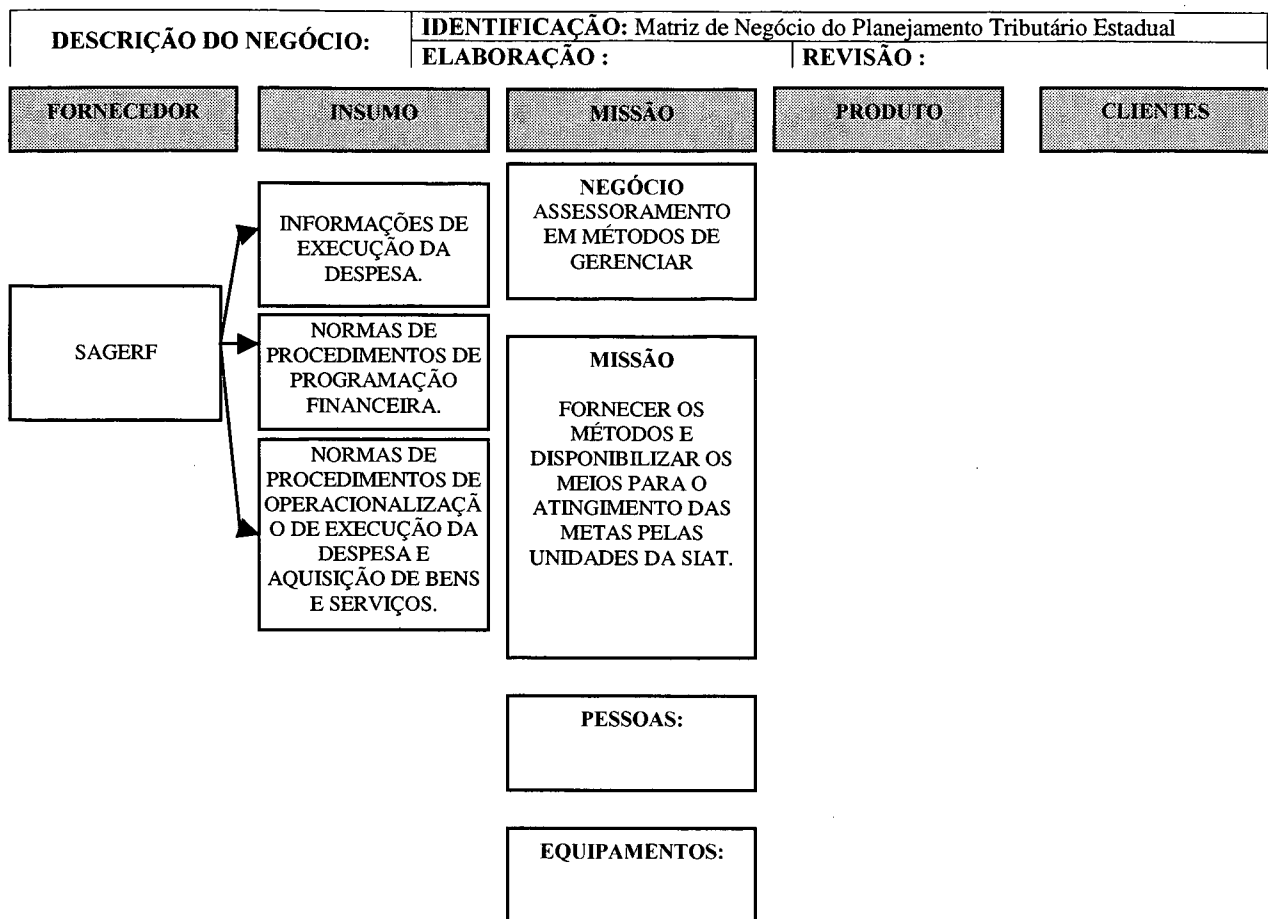 DESCRIÇÃO DO NEGÓCIO:
IDENTIFICAÇÃO: Matriz de Negócio do Planejamento Tributário Estadual
ELABORAÇÃO :
REVISÃO :
FORNECEDOR
INSUMO
MISSÃO
PRODUTO
CLIENTES
SAGERF
INFORMAÇÕES DE
EXECUÇÃO DA
DESPESA.
NORMAS DE
PROCEDIMENTOS DE
PROGRAMAÇÃO
FINANCEIRA.
NORMAS DE
PROCEDIMENTOS DE
OPERACIONALIZAÇÃ
O DE EXECUÇÃO DA
DESPESA E
AQUISIÇÃO DE BENS
E SERVIÇOS.
NEGÓCIO
ASSESSORAMENTO
EM MÉTODOS DE
GERENCIAR
MISSÃO
FORNECER OS
MÉTODOS E
DISPONIBILIZAR OS
MEIOS PARA O
ATINGIMENTO DAS
METAS PELAS
UNIDADES DA SIAT.
PESSOAS:
EQUIPAMENTOS: